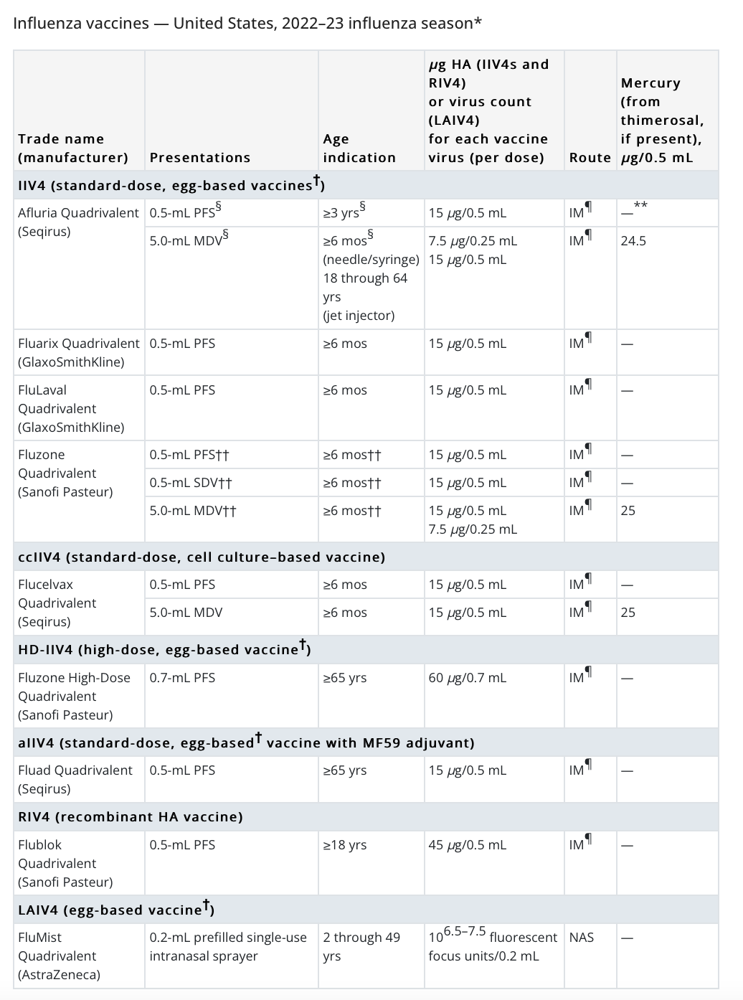 Influenza vaccines — United States, 2022–23 influenza season*
Trade name
(manufacturer)
Presentations
Age
indication
µg HA (IIV4s and
RIV4)
or virus count
(LAIV4)
for each vaccine
virus (per dose)
Route
Mercury
(from
thimerosal,
if present),
µg/0.5 mL
IIV4 (standard-dose, egg-based vaccines†)
Afluria Quadrivalent
(Seqirus)
0.5-mL PFS§
≥3 yrs§
15 µg/0.5 mL
IM¶
—**
5.0-mL MDV§
≥6 mos§
(needle/syringe)
18 through 64
yrs
(jet injector)
7.5 µg/0.25 mL
15 µg/0.5 mL
IM¶
24.5
Fluarix Quadrivalent
(GlaxoSmithKline)
0.5-mL PFS
≥6 mos
15 µg/0.5 mL
IM¶
—
FluLaval
Quadrivalent
(GlaxoSmithKline)
0.5-mL PFS
≥6 mos
15 µg/0.5 mL
IM¶
—
Fluzone
Quadrivalent
(Sanofi Pasteur)
0.5-mL PFS††
≥6 mos††
15 µg/0.5 mL
IM¶
—
0.5-mL SDV††
≥6 mos††
15 µg/0.5 mL
IM¶
—
5.0-mL MDV††
≥6 mos††
15 µg/0.5 mL
7.5 µg/0.25 mL
IM¶
25
ccIIV4 (standard-dose, cell culture–based vaccine)
Flucelvax
Quadrivalent
(Seqirus)
0.5-mL PFS
≥6 mos
15 µg/0.5 mL
IM¶
—
5.0-mL MDV
≥6 mos
15 µg/0.5 mL
IM¶
25
HD-IIV4 (high-dose, egg-based vaccine†)
Fluzone High-Dose
Quadrivalent
(Sanofi Pasteur)
0.7-mL PFS
≥65 yrs
60 µg/0.7 mL
IM¶
—
aIIV4 (standard-dose, egg-based† vaccine with MF59 adjuvant)
Fluad Quadrivalent
(Seqirus)
0.5-mL PFS
≥65 yrs
15 µg/0.5 mL
IM¶
—
RIV4 (recombinant HA vaccine)
Flublok
Quadrivalent
(Sanofi Pasteur)
0.5-mL PFS
≥18 yrs
45 µg/0.5 mL
IM¶
—
LAIV4 (egg-based vaccine†)
FluMist
Quadrivalent
(AstraZeneca)
0.2-mL prefilled single-use
intranasal sprayer
2 through 49
yrs
10^6.5–7.5 fluorescent
focus units/0.2 mL
NAS
—